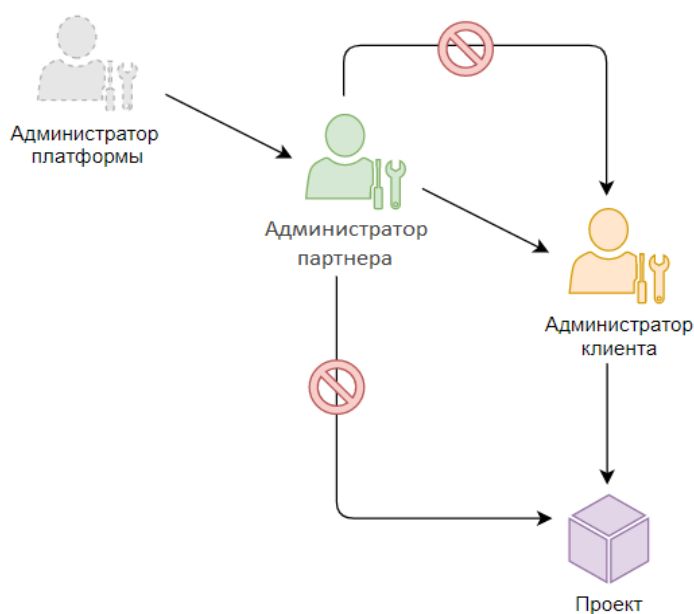 Администратор
платформы
Администратор
партнера
Администратор
клиента
Проект